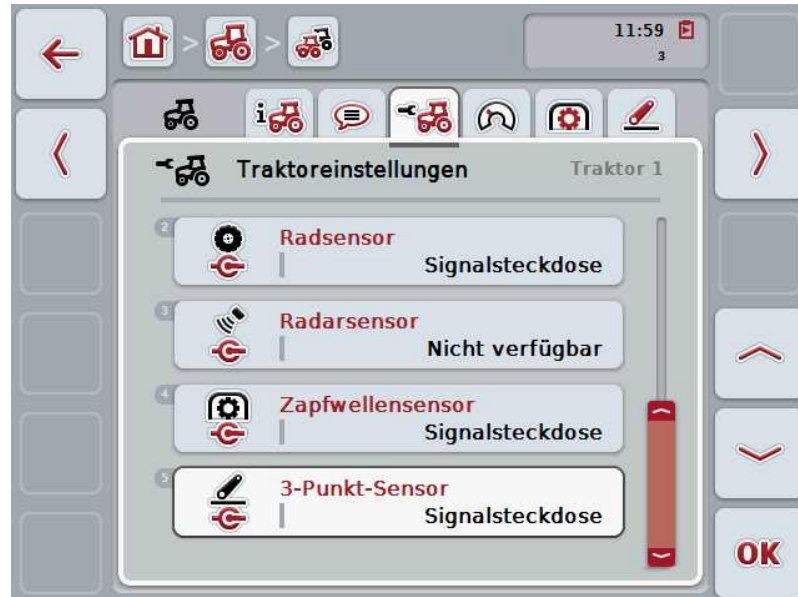 11:59
3
Traktoreinstellungen Traktor 1
2
Radsensor
Signalsteckdose
3
Radarsensor
Nicht verfügbar
4
Zapfwellensensor
Signalsteckdose
5
3-Punkt-Sensor
Signalsteckdose
OK